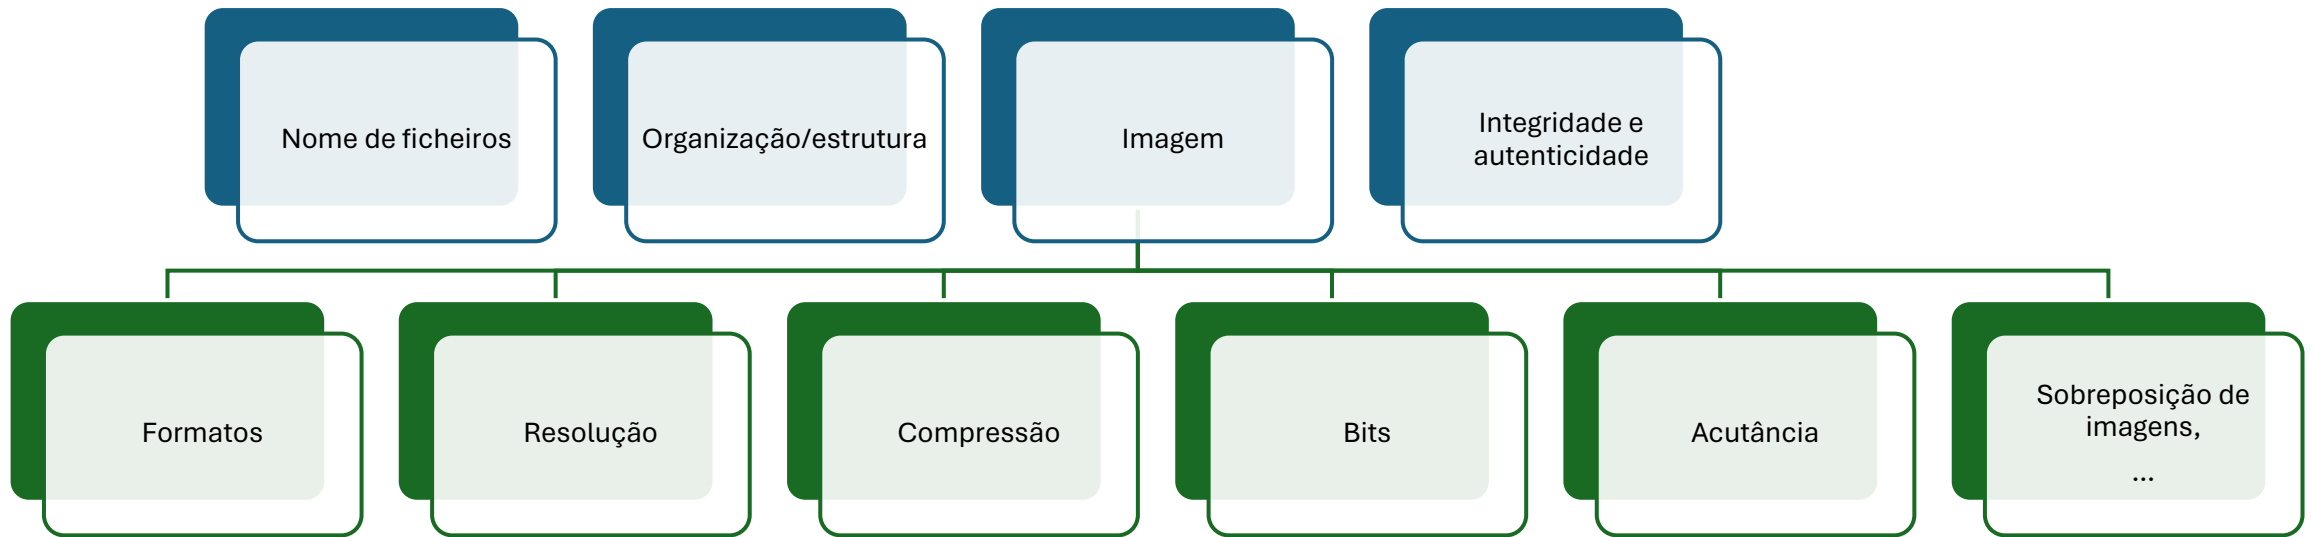 Nome de ficheiros
Organização/estrutura
Imagem
Integridade e
autenticidade
Formatos
Resolução
Compressão
Bits
Acutância
Sobreposição de
imagens,
...